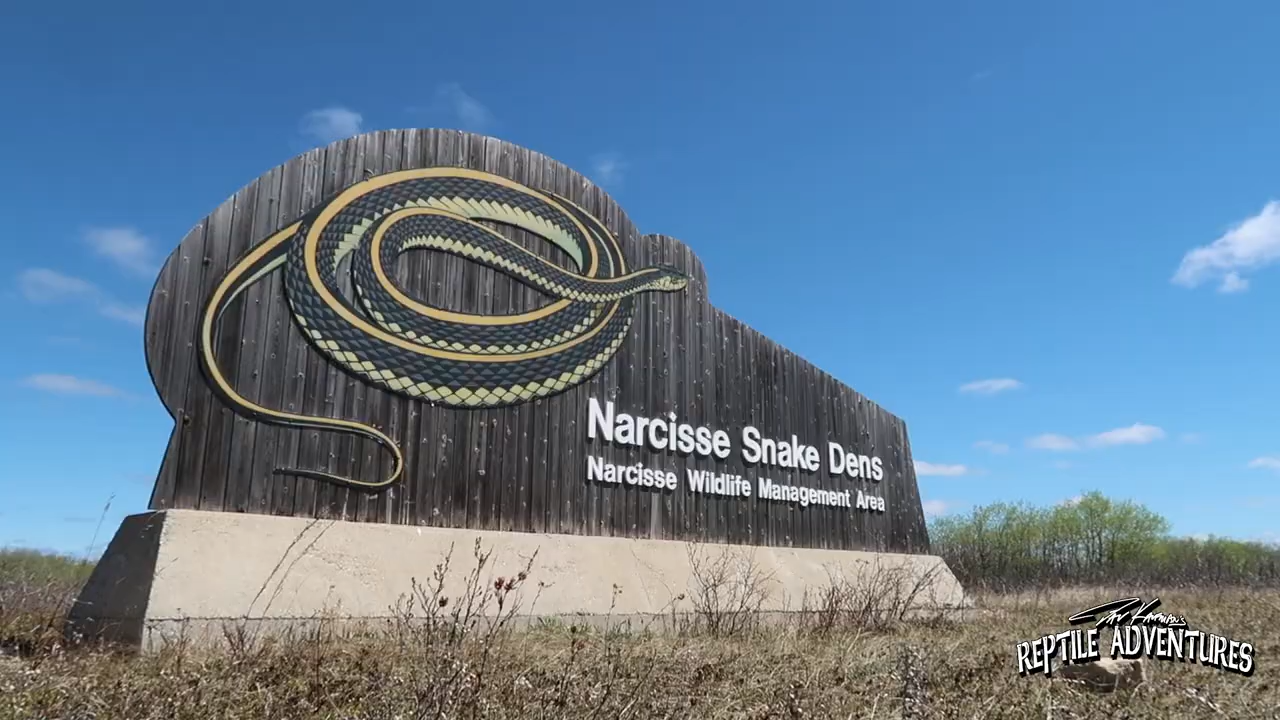 Narcisse Snake Dens
Narcisse Wildlife Management Area
REPTILE ADVENTURES